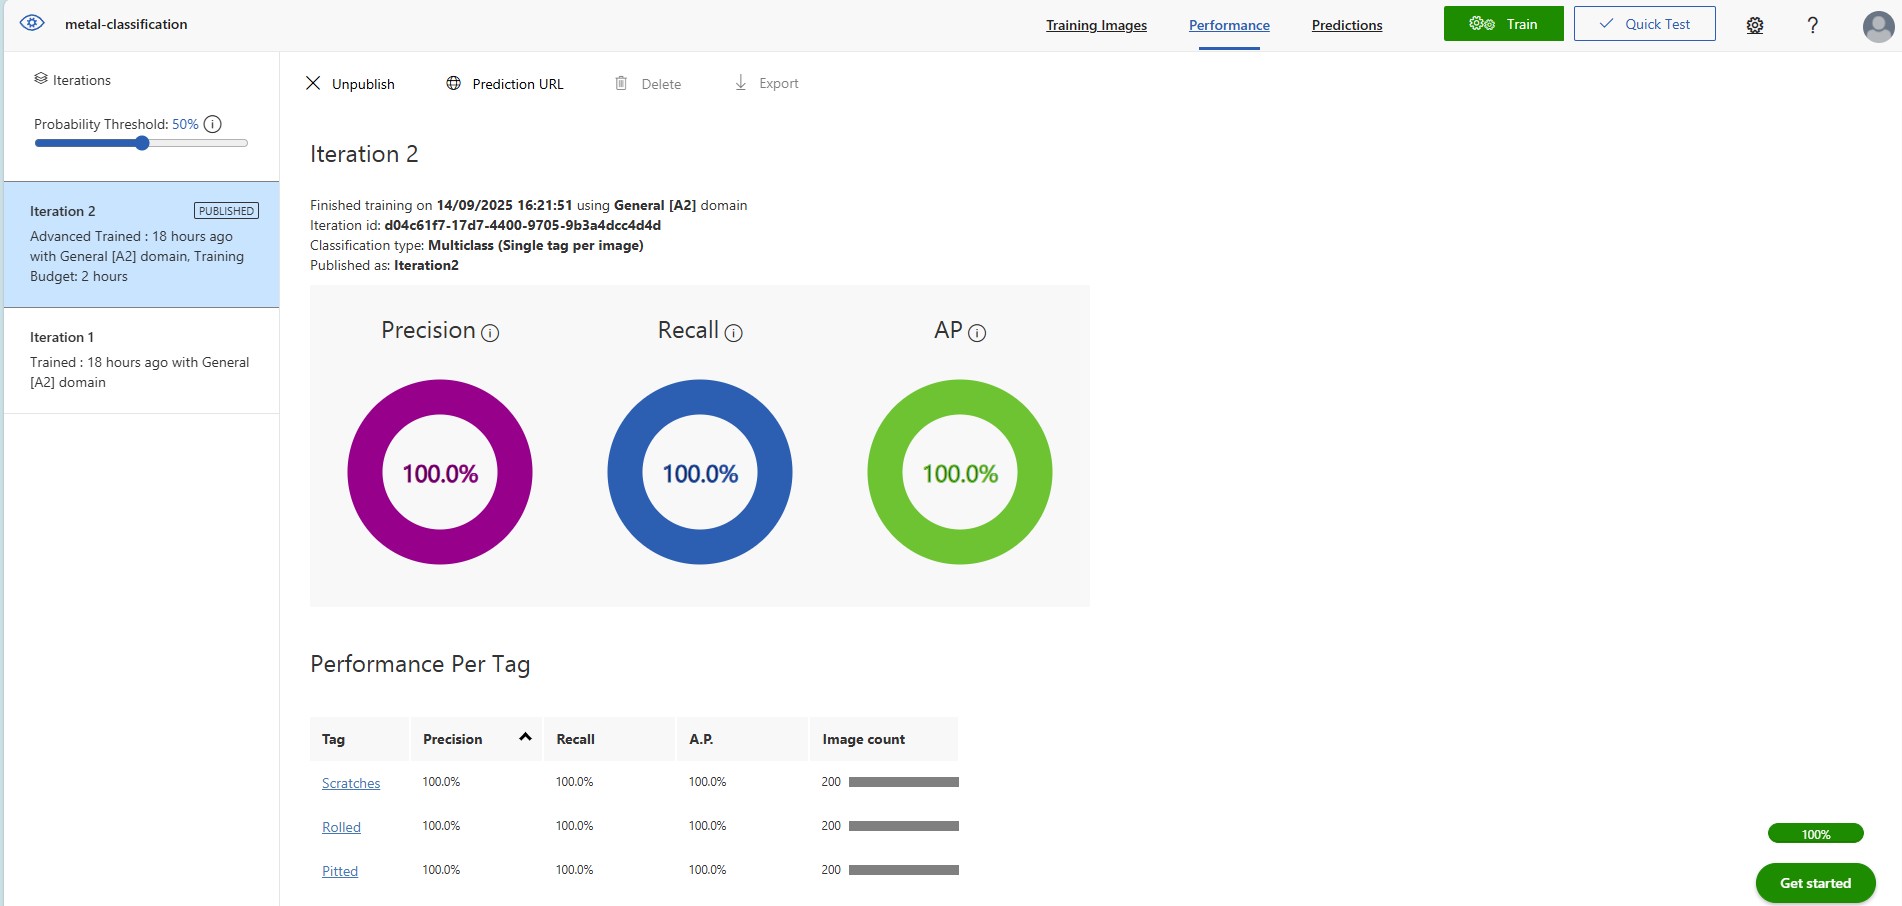 metal-classification
Training Images
Performance
Predictions
Train
Quick Test
?
Iterations
Probability Threshold: 50%
Iteration 2
PUBLISHED
Advanced Trained : 18 hours ago
with General [A2] domain, Training
Budget: 2 hours
Iteration 1
Trained : 18 hours ago with General
[A2] domain
Unpublish
Prediction URL
Delete
Export
Iteration 2
Finished training on 14/09/2025 16:21:51 using General [A2] domain
Iteration id: d04c61f7-17d7-4400-9705-9b3a4dcc4d4d
Classification type: Multiclass (Single tag per image)
Published as: Iteration2
Precision
Recall
AP
100.0%
100.0%
100.0%
Performance Per Tag
Tag Precision Recall A.P. Image count
Scratches 100.0% 100.0% 100.0% 200
Rolled 100.0% 100.0% 100.0% 200
Pitted 100.0% 100.0% 100.0% 200
100%
Get started